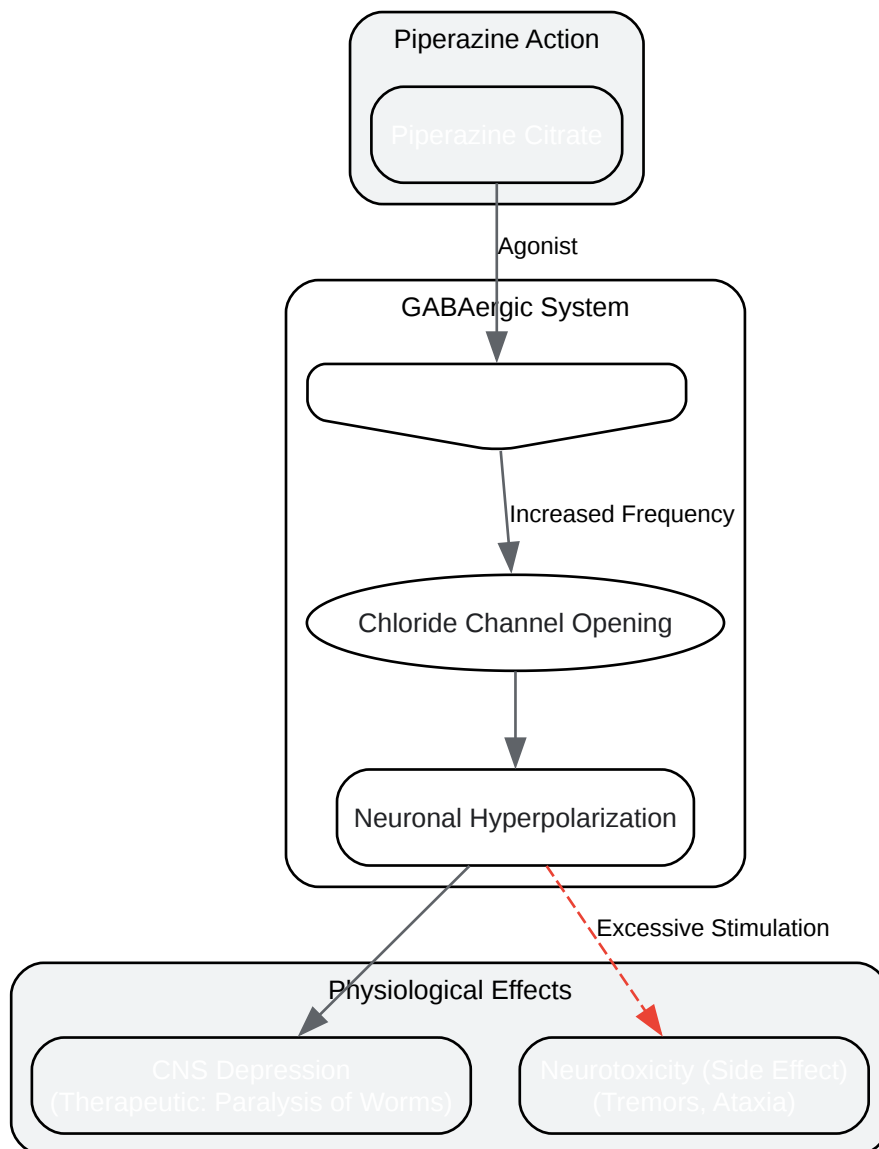 Piperazine Action
Piperazine Citrate
Agonist
GABAergic System
Increased Frequency
Chloride Channel Opening
Neuronal Hyperpolarization
Excessive Stimulation
Physiological Effects
CNS Depression
(Therapeutic: Paralysis of Worms)
Neurotoxicity (Side Effect)
(Tremors, Ataxia)